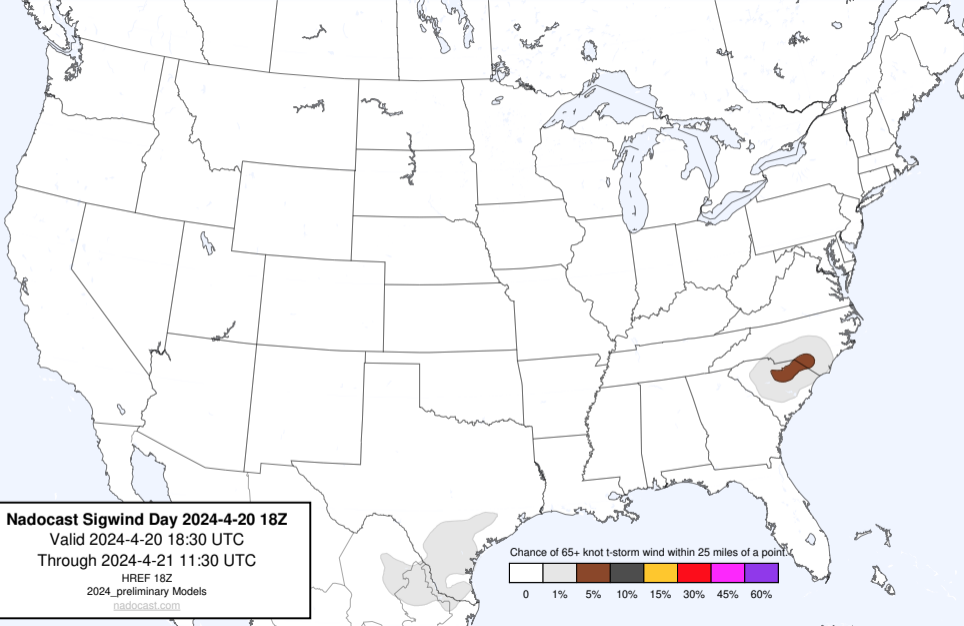 Nadocast Sigwind Day 2024-4-20 18Z
Valid 2024-4-20 18:30 UTC
Through 2024-4-21 11:30 UTC
HREF 18Z
2024_preliminary Models
nadocast.com
Chance of 65+ knot t-storm wind within 25 miles of a point.
0 1% 5% 10% 15% 30% 45% 60%